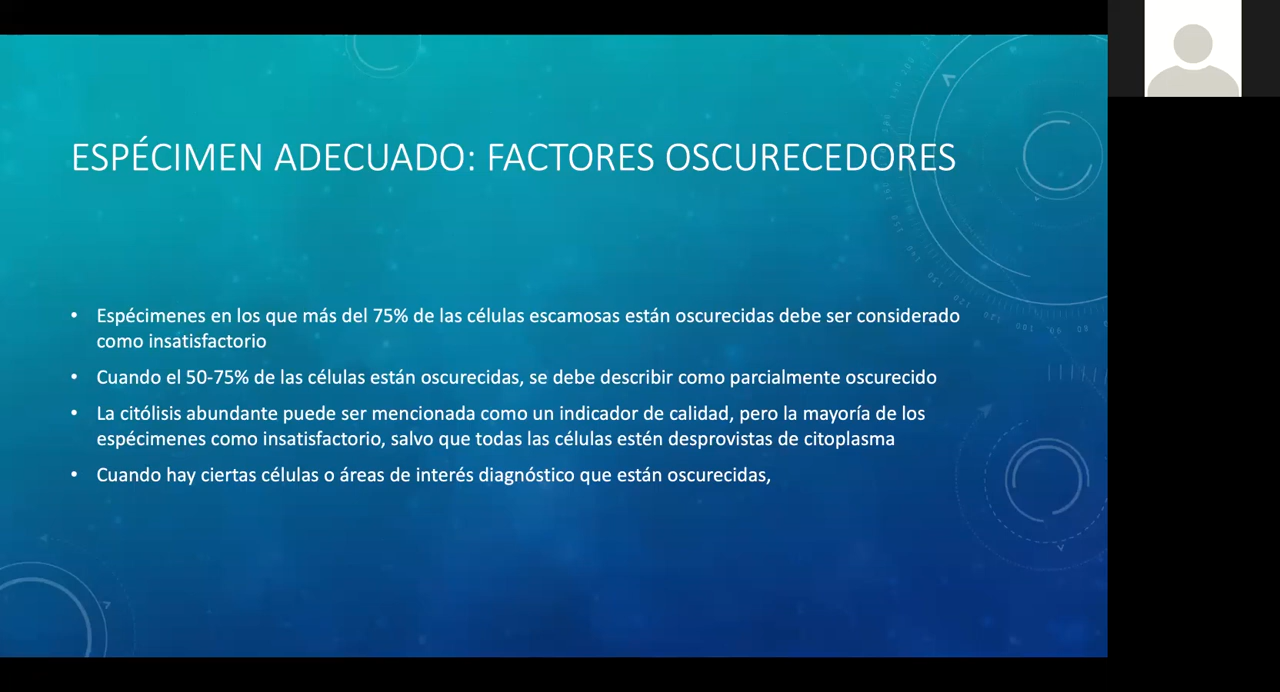 ESPÉCIMEN ADECUADO: FACTORES OSCURECEDORES
• Espécimenes en los que más del 75% de las células escamosas están oscurecidas debe ser considerado
como insatisfactorio
• Cuando el 50-75% de las células están oscurecidas, se debe describir como parcialmente oscurecido
• La citólisis abundante puede ser mencionada como un indicador de calidad, pero la mayoría de los
espécimenes como insatisfactorio, salvo que todas las células estén desprovistas de citoplasma
• Cuando hay ciertas células o áreas de interés diagnóstico que están oscurecidas,